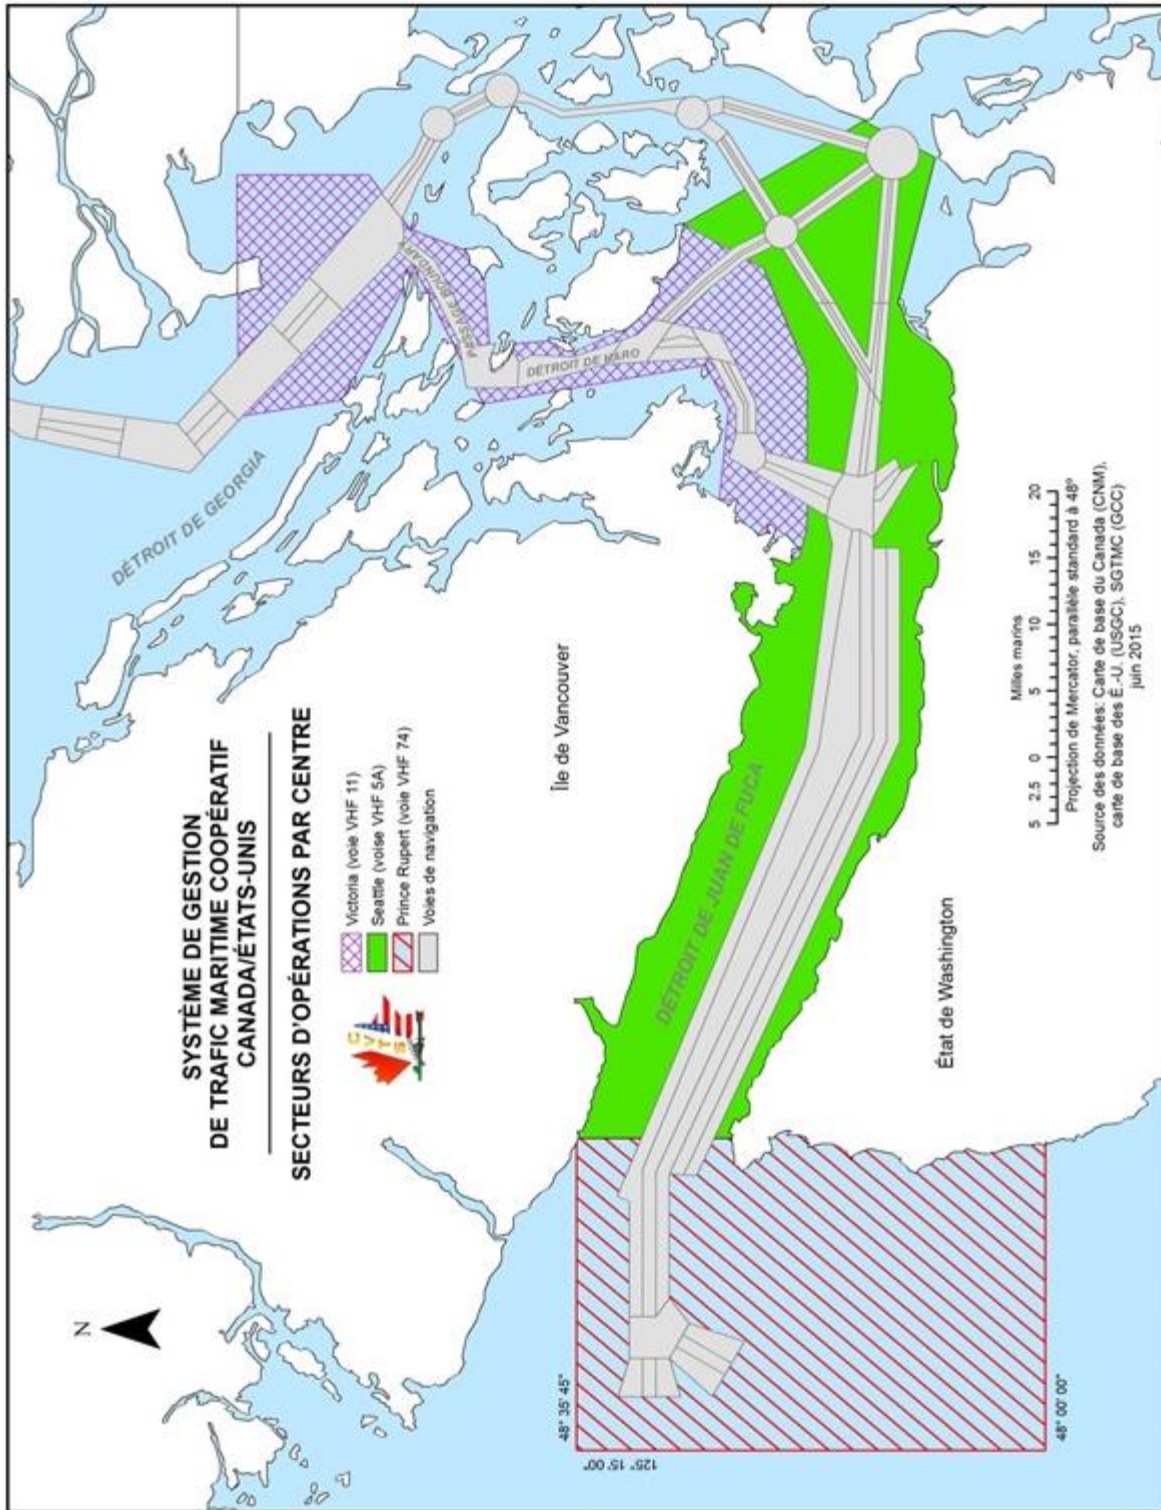 N
SYSTÈME DE GESTION
DE TRAFIC MARITIME COOPÉRATIF
CANADA/ÉTATS-UNIS
SECTEURS D'OPÉRATIONS PAR CENTRE
CVTS
Victoria (voie VHF 11)
Seattle (voise VHF 5A)
Prince Rupert (voie VHF 74)
Voies de navigation
DÉTROIT DE GEORGIA
PASSAGE BOUNDARY
DÉTROIT DE HARO
Île de Vancouver
DÉTROIT DE JUAN DE FUCA
État de Washington
48° 35' 45"
125° 15' 00"
48° 00' 00"
Milles marins
5 2.5 0 5 10 15 20
Projection de Mercator, parallèle standard à 48°
Source des données: Carte de base du Canada (CNM),
carte de base des É.-U. (USGC), SGTMC (GCC)
juin 2015